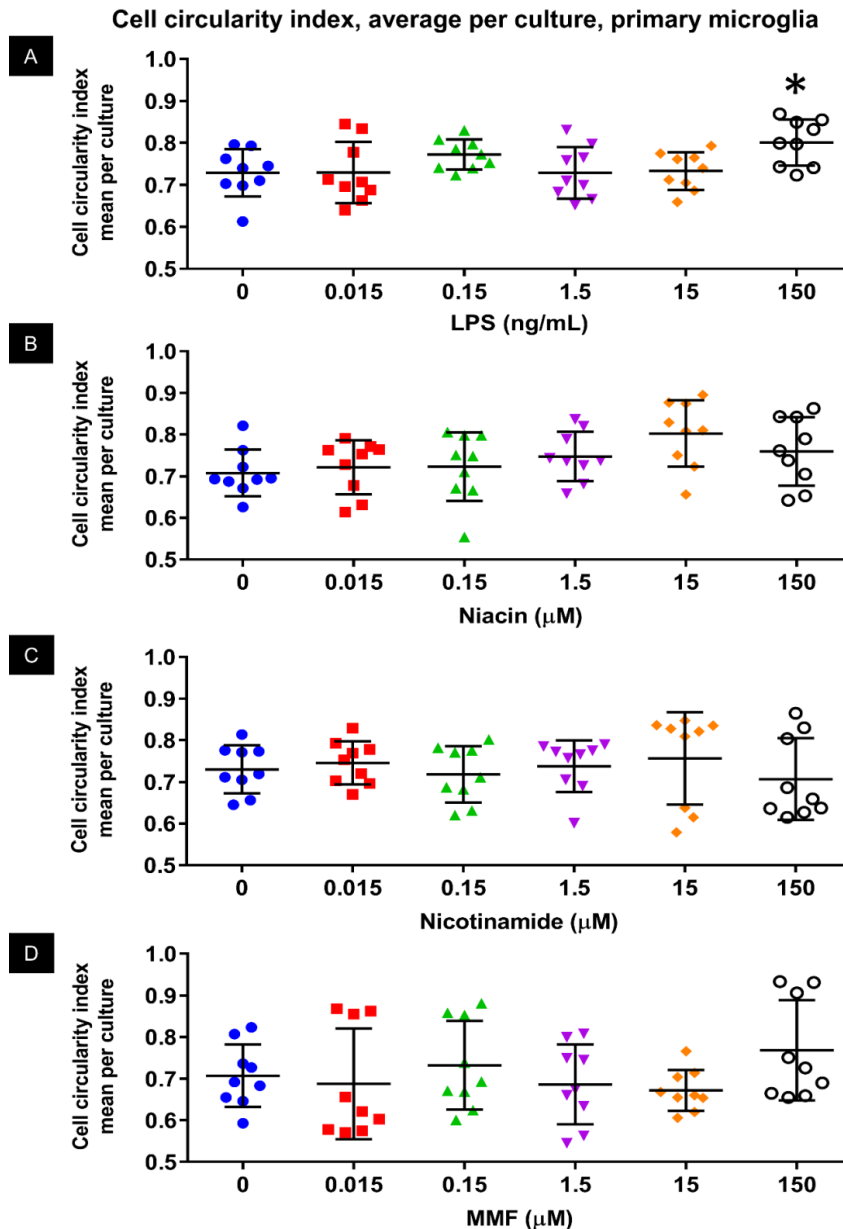 Cell circularity index, average per culture, primary microglia
A
Cell circularity index
mean per culture
1.0
0.9
0.8
0.7
0.6
0.5
*
0 0.015 0.15 1.5 15 150
LPS (ng/mL)
B
Cell circularity index
mean per culture
1.0
0.9
0.8
0.7
0.6
0.5
0 0.015 0.15 1.5 15 150
Niacin (μM)
C
Cell circularity index
mean per culture
1.0
0.9
0.8
0.7
0.6
0.5
0 0.015 0.15 1.5 15 150
Nicotinamide (μM)
D
Cell circularity index
mean per culture
1.0
0.9
0.8
0.7
0.6
0.5
0 0.015 0.15 1.5 15 150
MMF (μM)